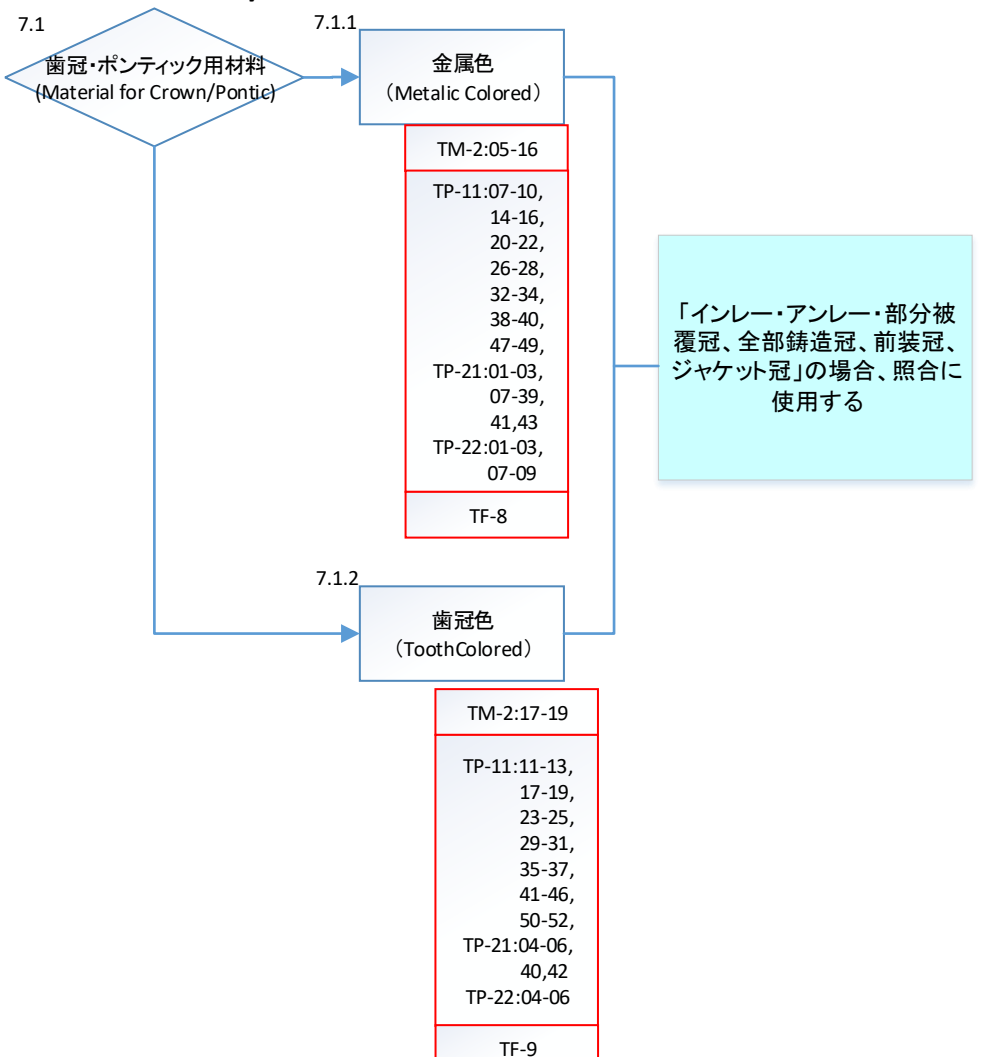 7.1
歯冠・ポンティック用材料
(Material for Crown/Pontic)
7.1.1
金属色
（Metalic Colored）
TM-2:05-16
TP-11:07-10,
14-16,
20-22,
26-28,
32-34,
38-40,
47-49,
TP-21:01-03,
07-39,
41,43
TP-22:01-03,
07-09
TF-8
「インレー・アンレー・部分被
覆冠、全部鋳造冠、前装冠、
ジャケット冠」の場合、照合に
使用する
7.1.2
歯冠色
（ToothColored）
TM-2:17-19
TP-11:11-13,
17-19,
23-25,
29-31,
35-37,
41-46,
50-52,
TP-21:04-06,
40,42
TP-22:04-06
TF-9